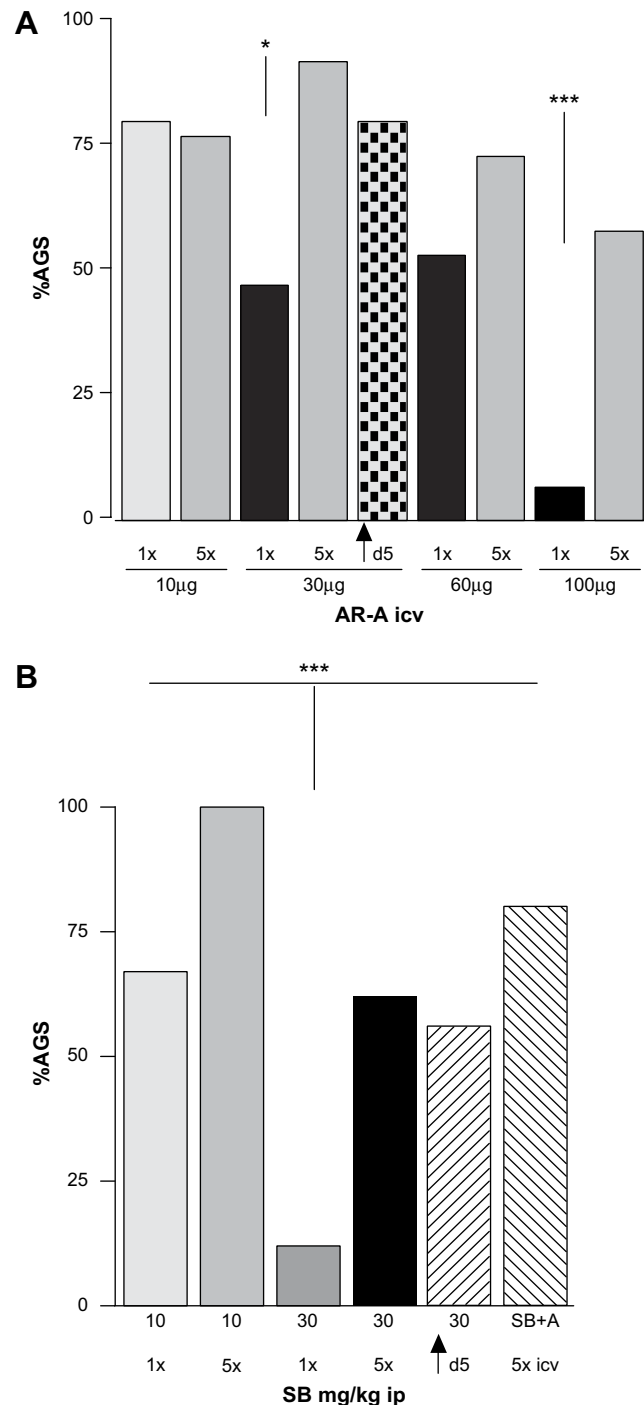 A
100
*
***
75
%AGS
50
25
0
1x 5x 1x 5x d5 1x 5x 1x 5x
10µg 30µg 60µg 100µg
AR-A icv
B
***
100
75
%AGS
50
25
0
10 10 30 30 30 SB+A
1x 5x 1x 5x d5 5x icv
SB mg/kg ip